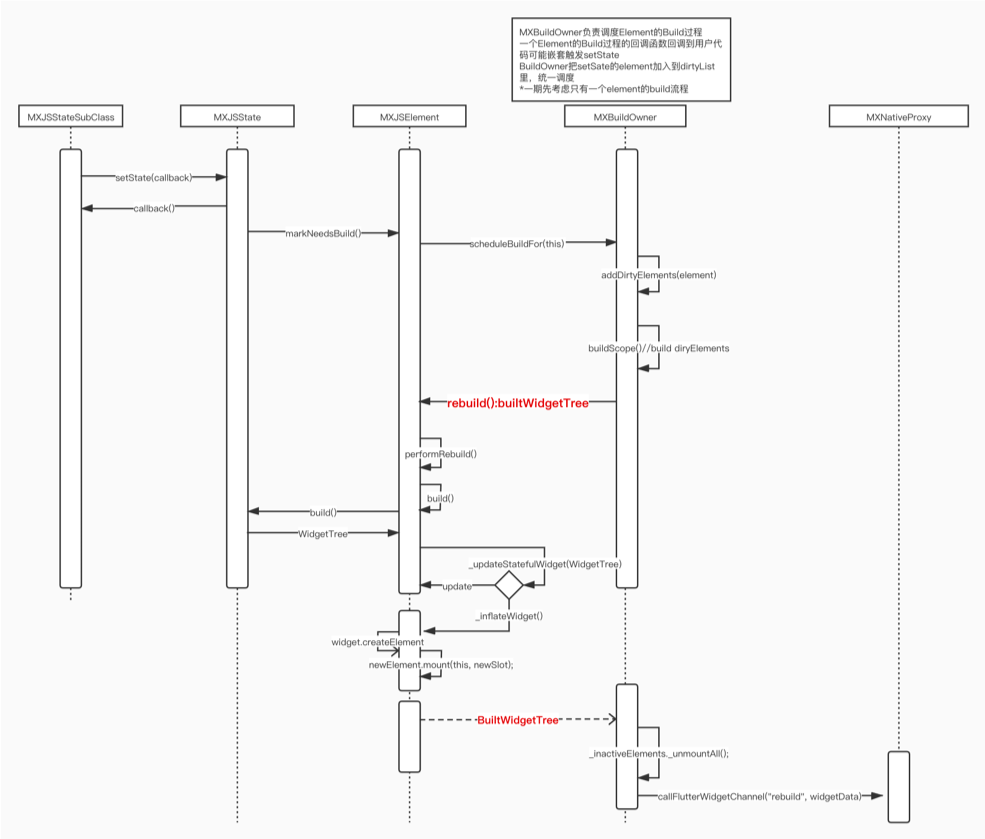 MXBuildOwner负责调度Element的Build过程
一个Element的Build过程的回调函数回调到用户代
码可能嵌套触发setState
BuildOwner把setSate的element加入到dirtyList
里，统一调度
*一期先考虑只有一个element的build流程
MXJSStateSubClass
MXJSState
MXJSElement
MXBuildOwner
MXNativeProxy
setState(callback)
callback()
markNeedsBuild()
scheduleBuildFor(this)
addDirtyElements(element)
buildScope()//build diryElements
rebuild():builtWidgetTree
performRebuild()
build()
build()
WidgetTree
_updateStatefulWidget(WidgetTree)
update
_inflateWidget()
widget.createElement
newElement.mount(this, newSlot);
BuiltWidgetTree
_inactiveElements._unmountAll();
callFlutterWidgetChannel("rebuild", widgetData)